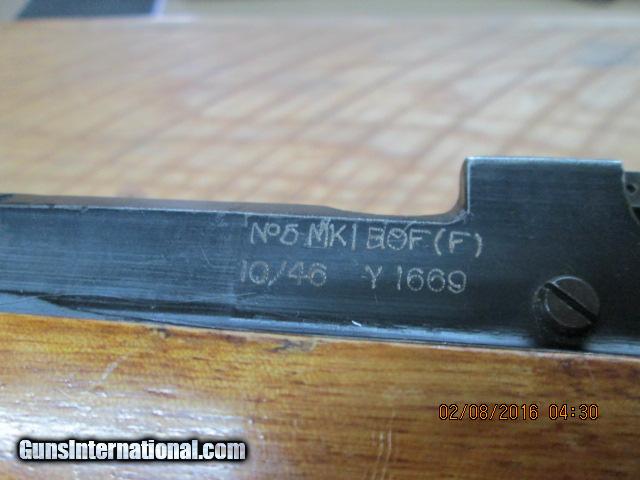 No5 MK I ROF (F)
10/46 Y 1669
02/08/2016 04:30
GunsInternational.com